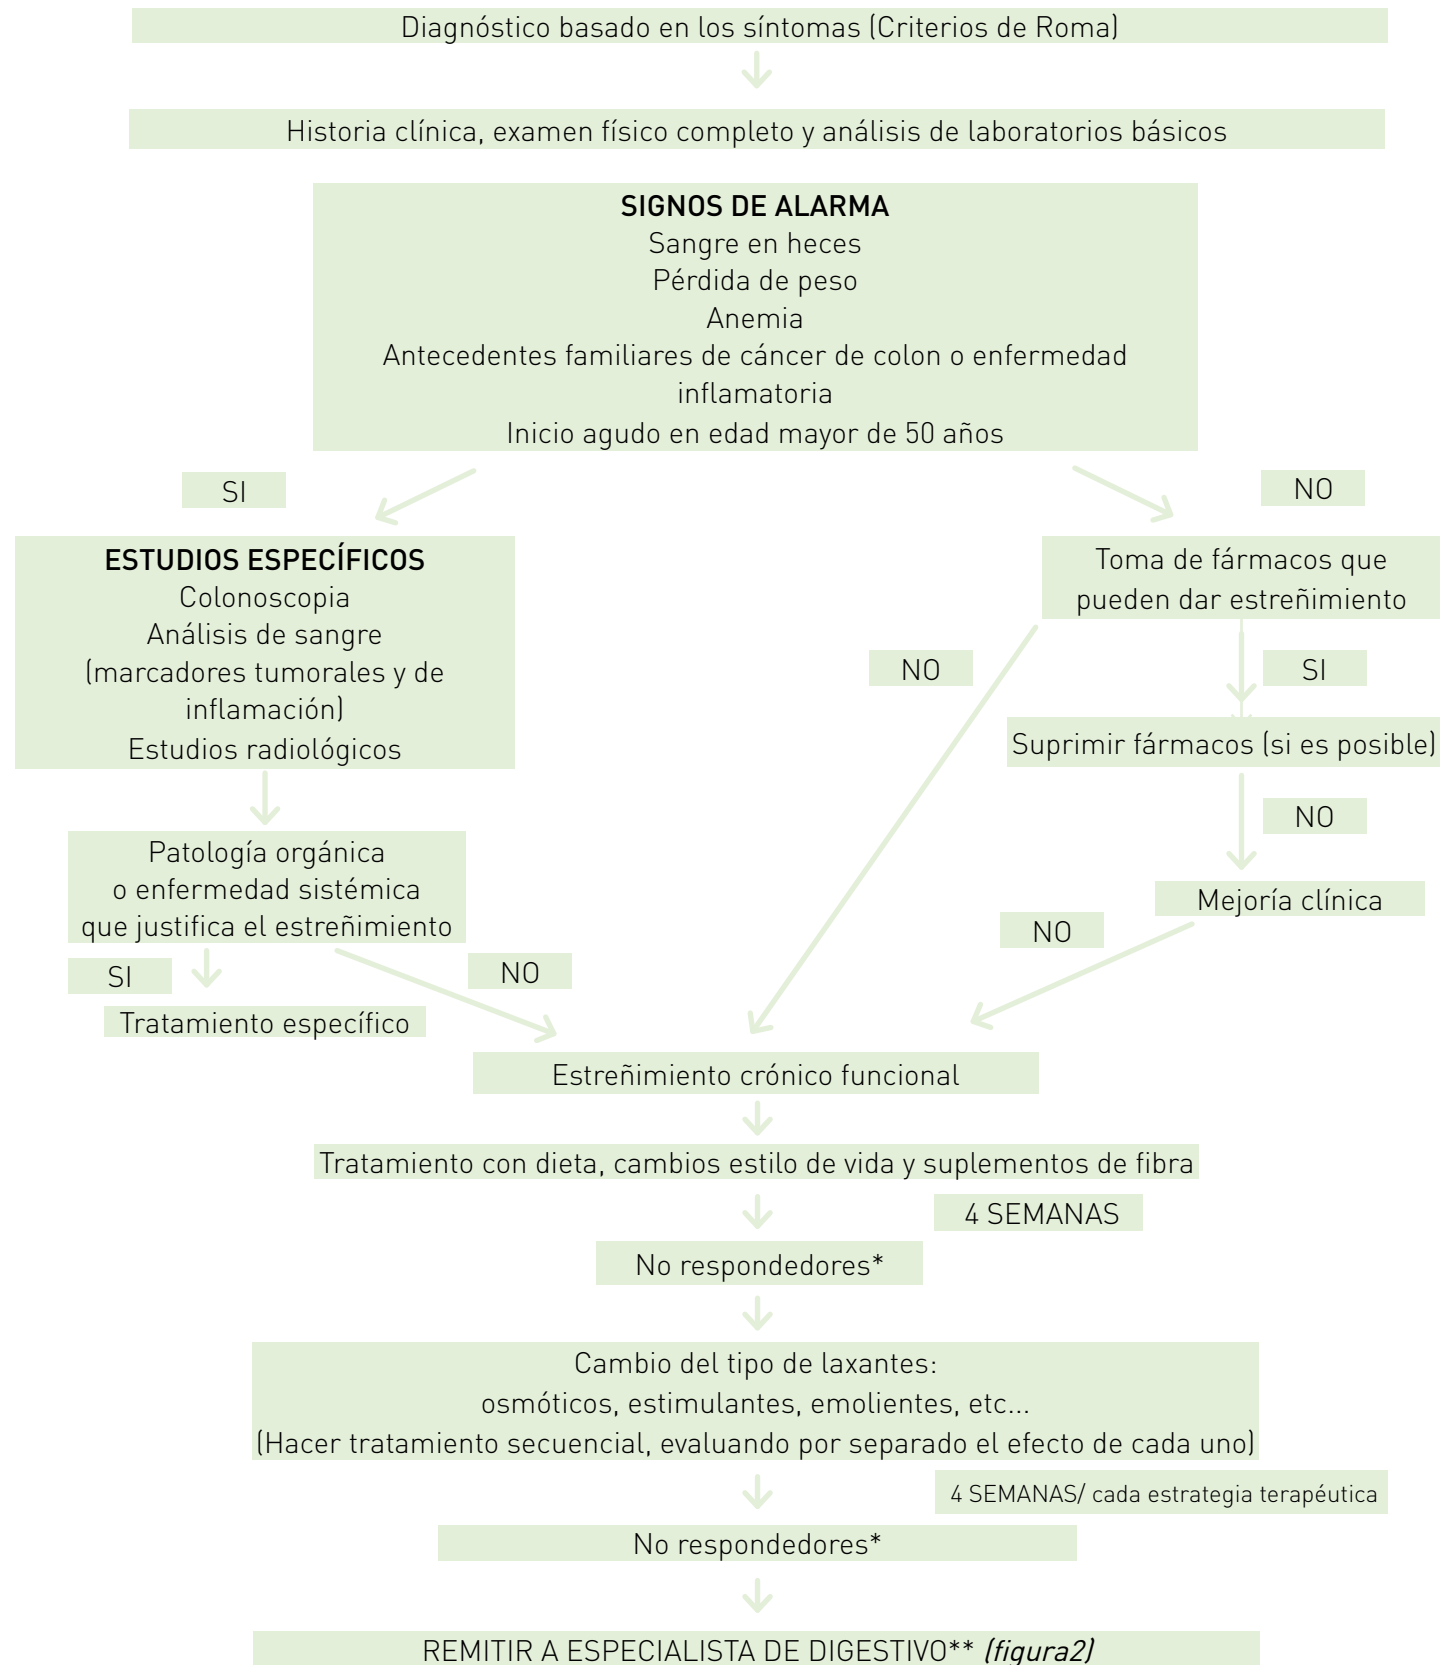 Diagnóstico basado en los síntomas (Criterios de Roma)
Historia clínica, examen físico completo y análisis de laboratorios básicos
SIGNOS DE ALARMA
Sangre en heces
Pérdida de peso
Anemia
Antecedentes familiares de cáncer de colon o enfermedad
inflamatoria
Inicio agudo en edad mayor de 50 años
SI
NO
ESTUDIOS ESPECÍFICOS
Colonoscopia
Análisis de sangre
(marcadores tumorales y de
inflamación)
Estudios radiológicos
Toma de fármacos que
pueden dar estreñimiento
NO
SI
Suprimir fármacos (si es posible)
NO
Patología orgánica
o enfermedad sistémica
que justifica el estreñimiento
Mejoría clínica
NO
SI
NO
Tratamiento específico
Estreñimiento crónico funcional
Tratamiento con dieta, cambios estilo de vida y suplementos de fibra
4 SEMANAS
No respondedores*
Cambio del tipo de laxantes:
osmóticos, estimulantes, emolientes, etc...
(Hacer tratamiento secuencial, evaluando por separado el efecto de cada uno)
4 SEMANAS/ cada estrategia terapéutica
No respondedores*
REMITIR A ESPECIALISTA DE DIGESTIVO** (figura2)